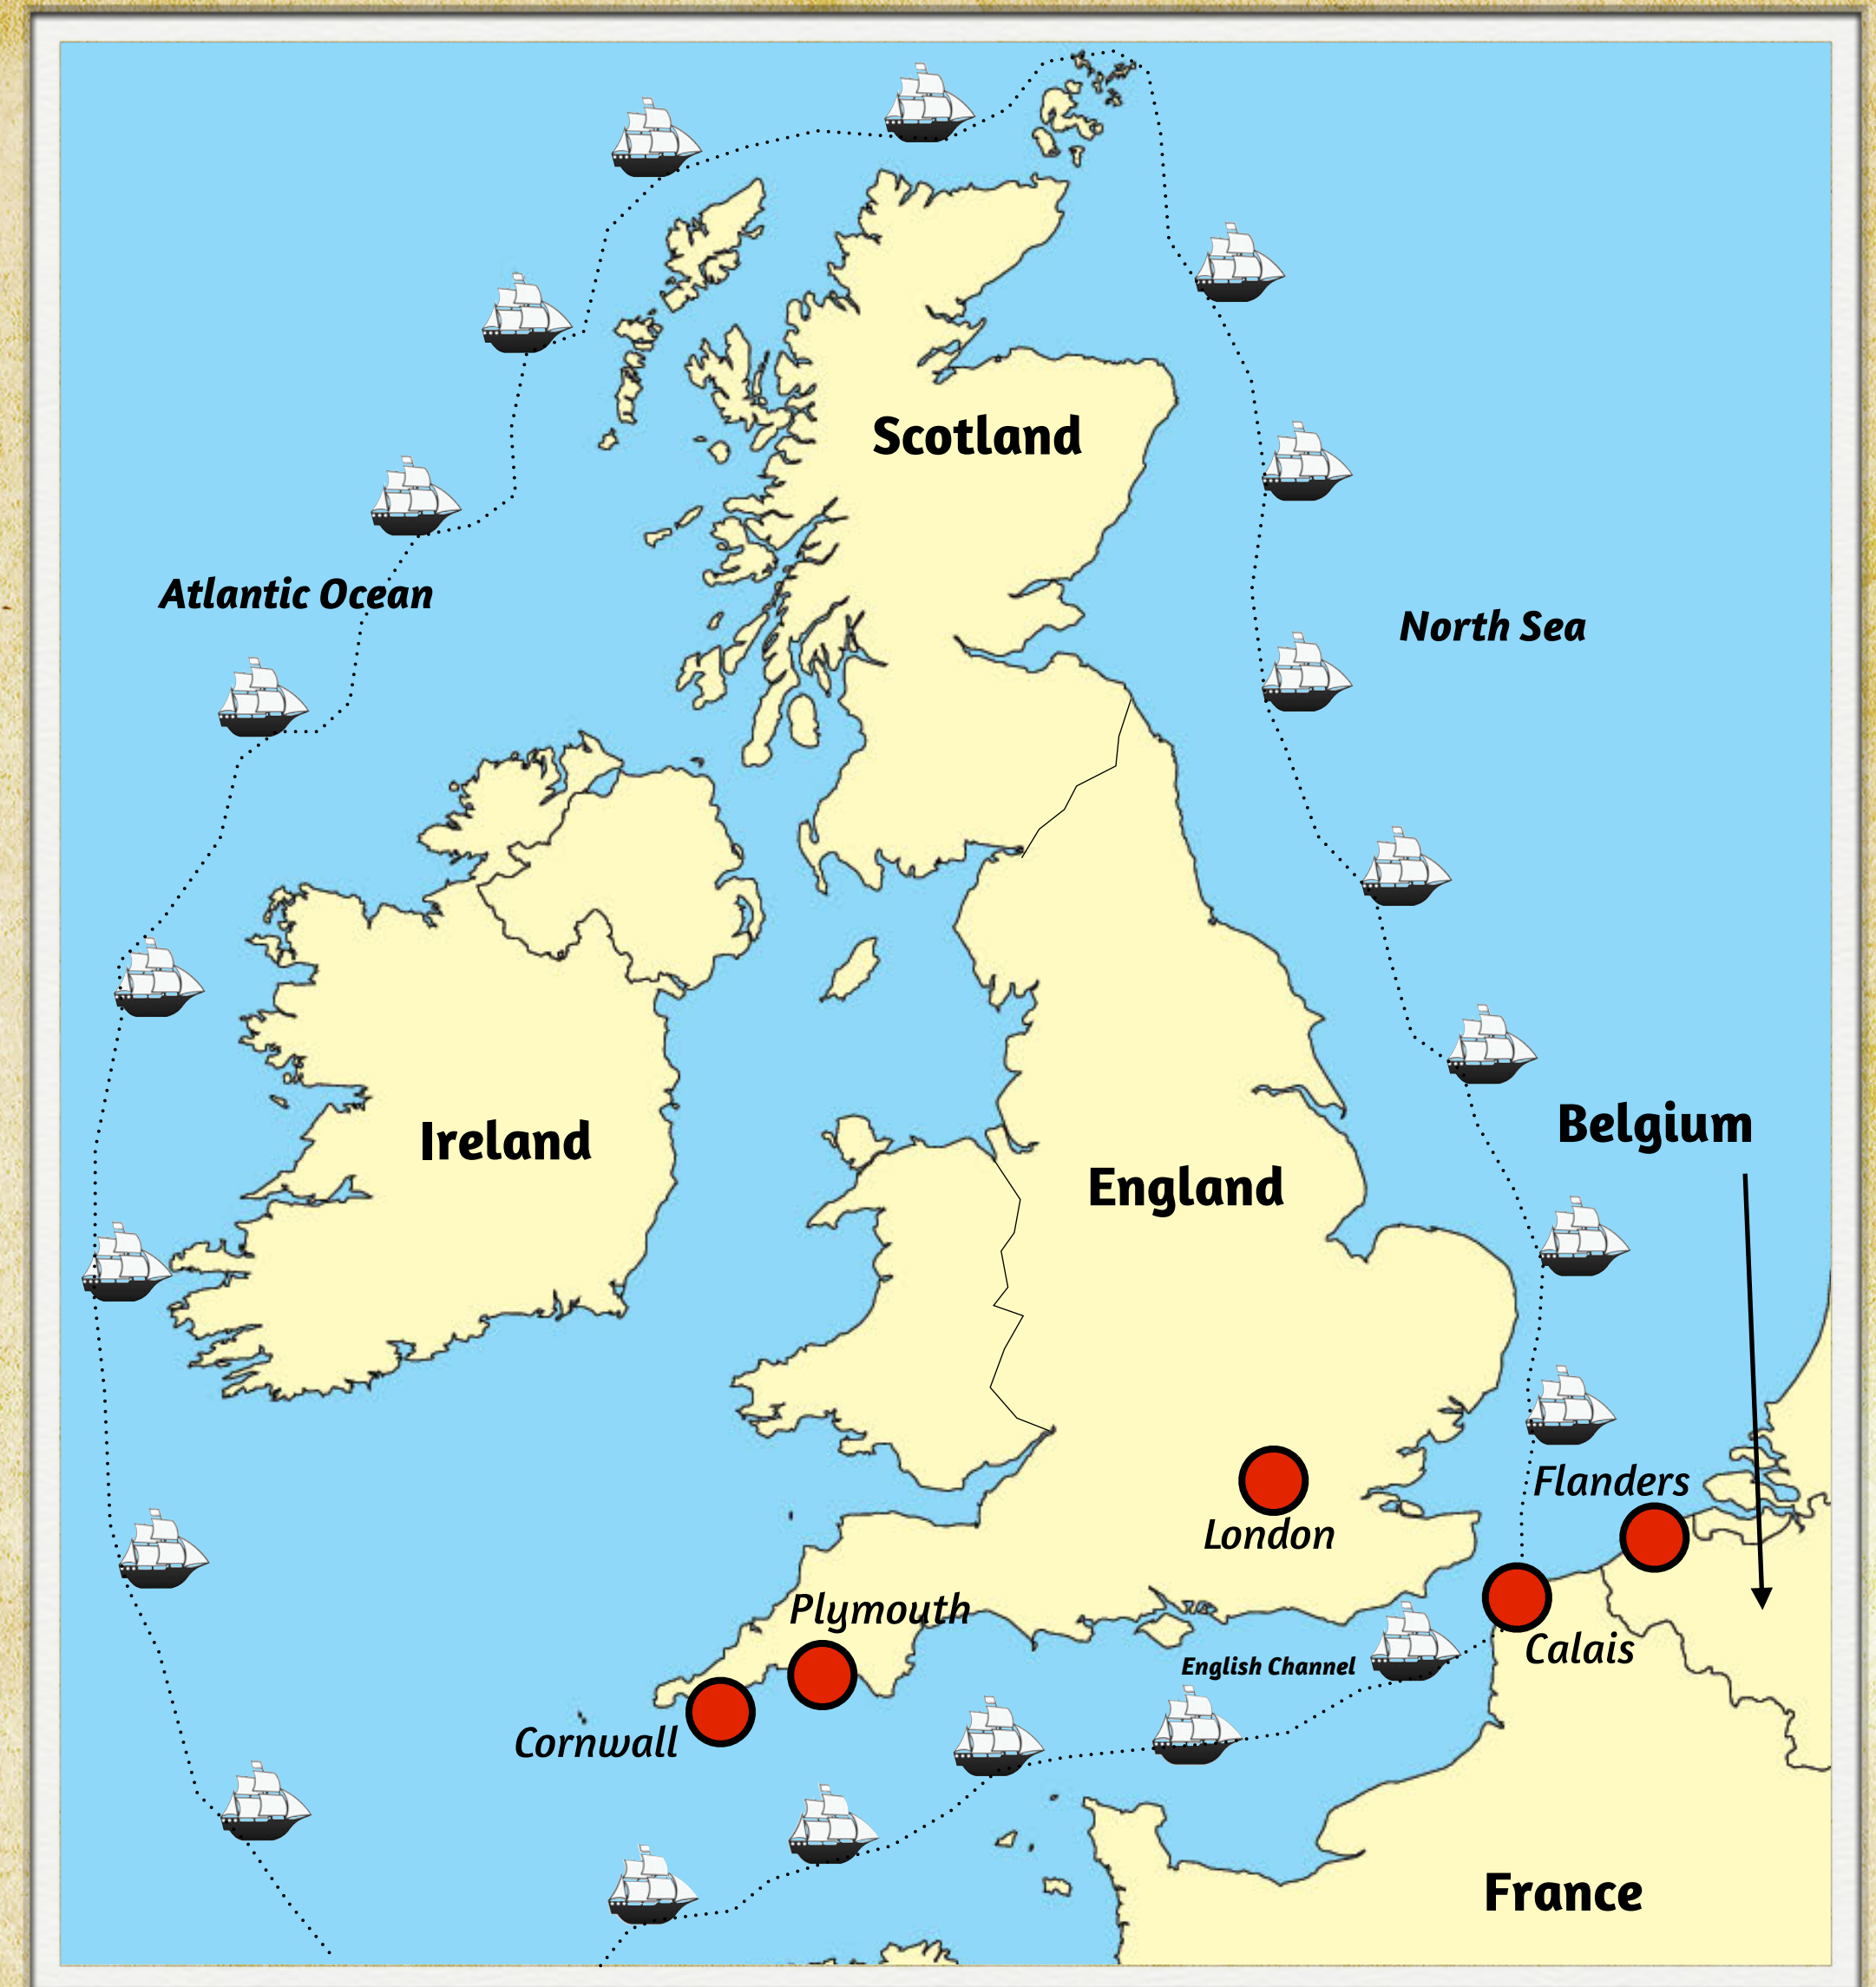 Scotland
Atlantic Ocean
North Sea
Belgium
Ireland
England
Flanders
London
Plymouth
Calais
English Channel
Cornwall
France